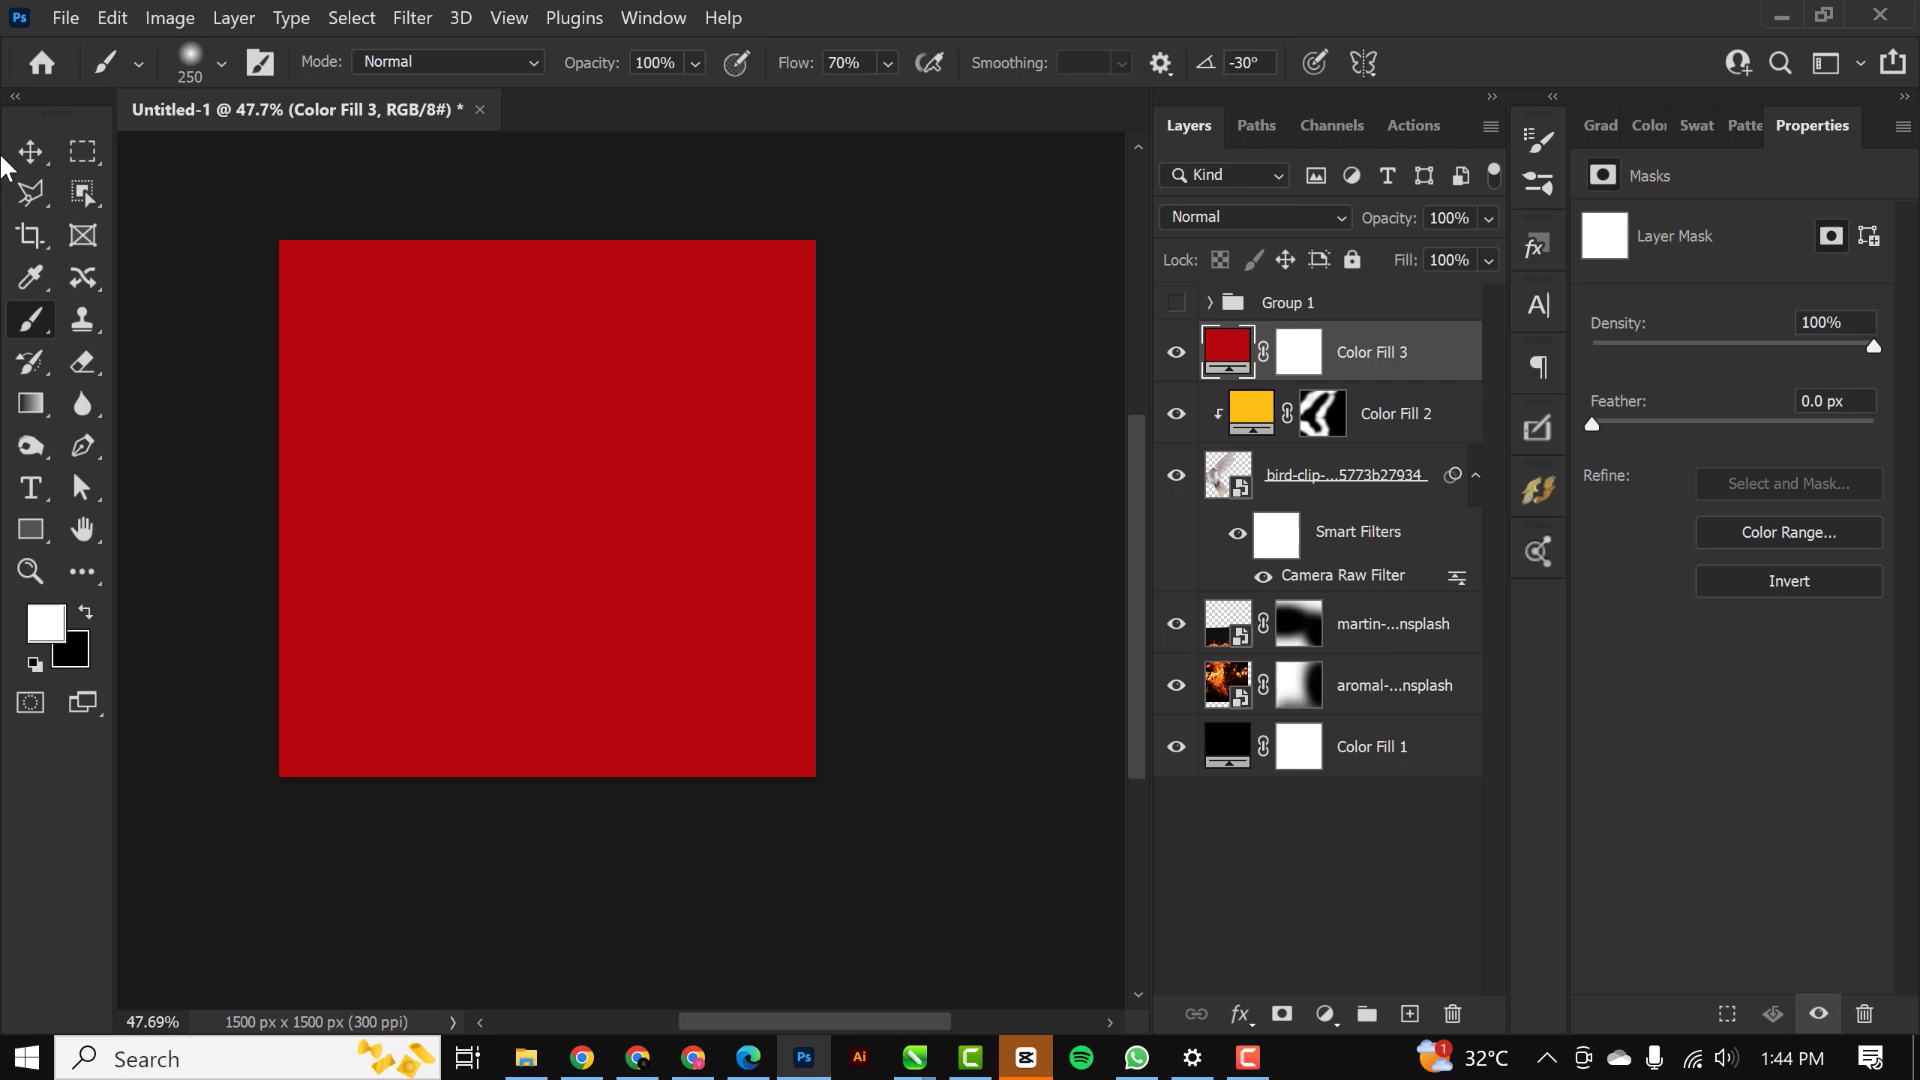 Ps File Edit Image Layer Type Select Filter 3D View Plugins Window Help
250 Mode: Normal Opacity: 100% Flow: 70% Smoothing: -30°
Untitled-1 @ 47.7% (Color Fill 3, RGB/8#) *
Layers Paths Channels Actions
Grad Color Swat Patte Properties
Kind
Masks
Normal Opacity: 100%
Layer Mask
Lock: Fill: 100%
Group 1
Density: 100%
Color Fill 3
Feather: 0.0 px
Color Fill 2
bird-clip-...5773b27934
Refine: Select and Mask...
Smart Filters
Color Range...
Camera Raw Filter
Invert
martin-...nsplash
aromal-...nsplash
Color Fill 1
47.69% 1500 px x 1500 px (300 ppi)
Search Ps Ai 1 32°C 1:44 PM